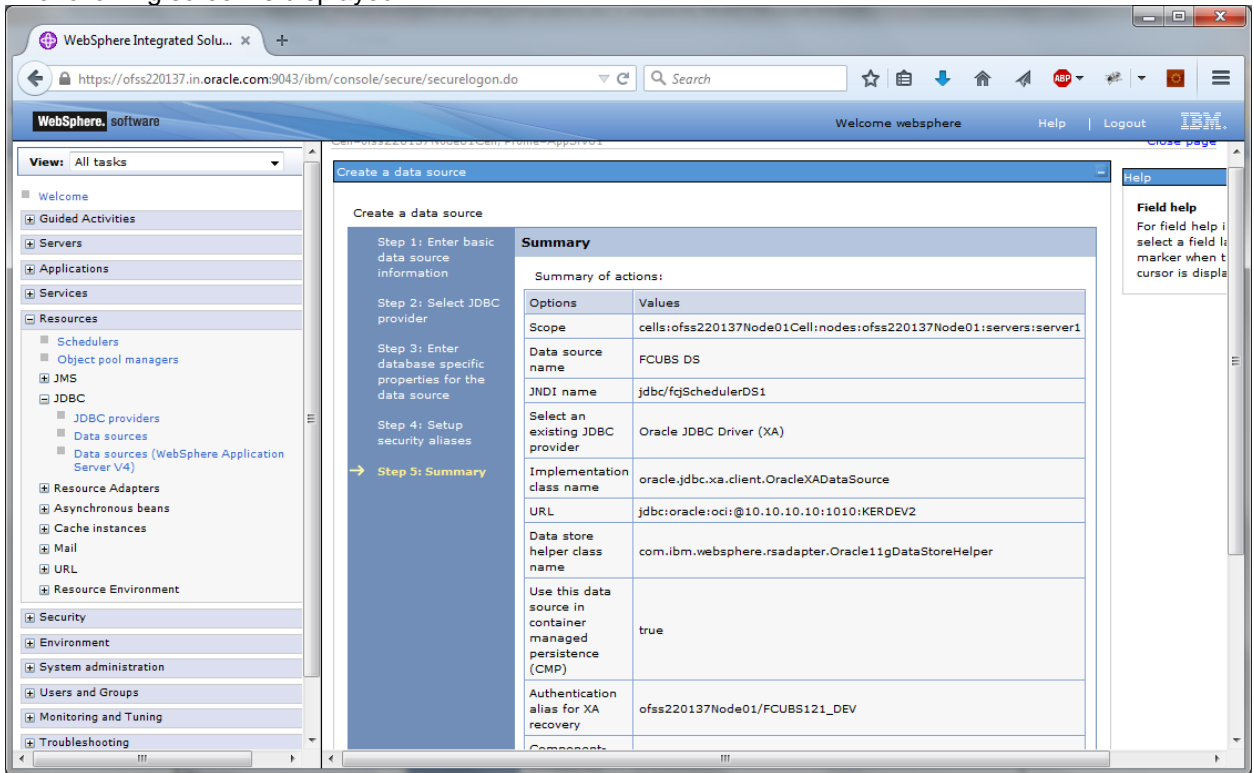 WebSphere Integrated Solu... × +
https://ofss220137.in.oracle.com:9043/ibm/console/secure/securelogon.do
Search
ABP
WebSphere. software
Welcome websphere
Help | Logout
IBM.
View: All tasks
Welcome
Guided Activities
Servers
Applications
Services
Resources
Schedulers
Object pool managers
JMS
JDBC
JDBC providers
Data sources
Data sources (WebSphere Application
Server V4)
Resource Adapters
Asynchronous beans
Cache instances
Mail
URL
Resource Environment
Security
Environment
System administration
Users and Groups
Monitoring and Tuning
Troubleshooting
Cell=ofss220137Node01Cell, Profile=AppSrv01
Close page
Create a data source
Create a data source
Step 1: Enter basic
data source
information
Step 2: Select JDBC
provider
Step 3: Enter
database specific
properties for the
data source
Step 4: Setup
security aliases
Step 5: Summary
Summary
Summary of actions:
Options Values
Scope cells:ofss220137Node01Cell:nodes:ofss220137Node01:servers:server1
Data source
name
FCUBS DS
JNDI name jdbc/fcjSchedulerDS1
Select an
existing JDBC
provider
Oracle JDBC Driver (XA)
Implementation
class name
oracle.jdbc.xa.client.OracleXADataSource
URL jdbc:oracle:oci:@10.10.10.10:1010:KERDEV2
Data store
helper class
name
com.ibm.websphere.rsadapter.Oracle11gDataStoreHelper
Use this data
source in
container
managed
persistence
(CMP)
true
Authentication
alias for XA
recovery
ofss220137Node01/FCUBS121_DEV
Component-
Help
Field help
For field help i
select a field la
marker when t
cursor is displa